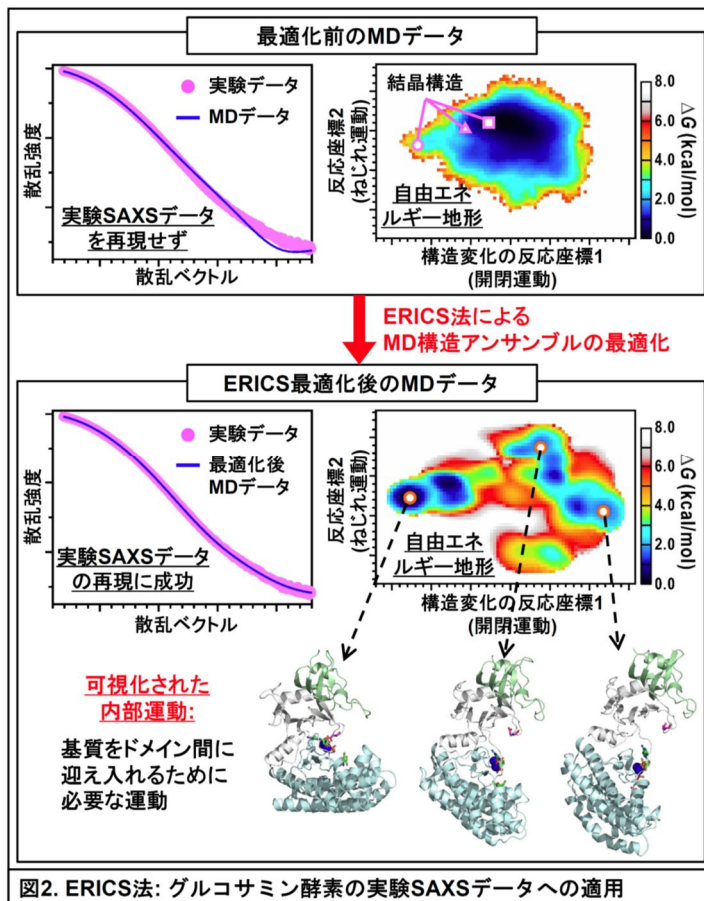 最適化前のMDデータ
散乱強度
実験データ
MDデータ
実験SAXSデータ
を再現せず
散乱ベクトル
反応座標2
(ねじれ運動)
結晶構造
自由エネ
ルギー地形
構造変化の反応座標1
(開閉運動)
8.0
6.0
4.0
2.0
0.0
ΔG (kcal/mol)
ERICS法による
MD構造アンサンブルの最適化
ERICS最適化後のMDデータ
散乱強度
実験データ
最適化後
MDデータ
実験SAXSデータ
の再現に成功
散乱ベクトル
反応座標2
(ねじれ運動)
自由エネ
ルギー地形
構造変化の反応座標1
(開閉運動)
8.0
6.0
4.0
2.0
0.0
ΔG (kcal/mol)
可視化された
内部運動:
基質をドメイン間に
迎え入れるために
必要な運動
図2. ERICS法: グルコサミン酵素の実験SAXSデータへの適用